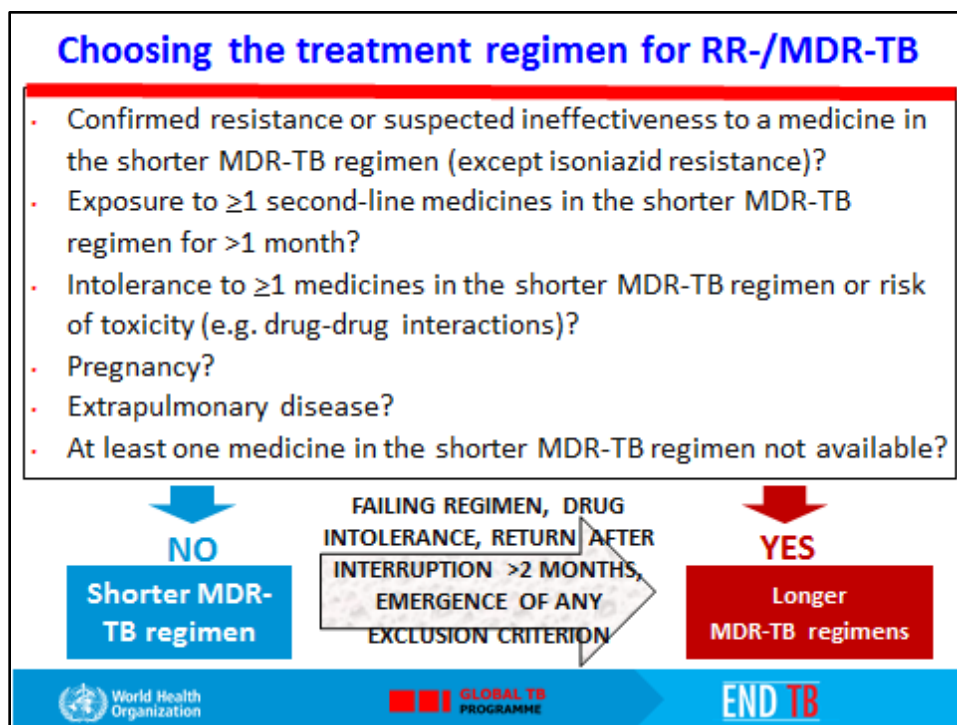 Choosing the treatment regimen for RR-/MDR-TB
· Confirmed resistance or suspected ineffectiveness to a medicine in
the shorter MDR-TB regimen (except isoniazid resistance)?
· Exposure to ≥1 second-line medicines in the shorter MDR-TB
regimen for >1 month?
· Intolerance to ≥1 medicines in the shorter MDR-TB regimen or risk
of toxicity (e.g. drug-drug interactions)?
· Pregnancy?
· Extrapulmonary disease?
· At least one medicine in the shorter MDR-TB regimen not available?
NO
Shorter MDR-
TB regimen
FAILING REGIMEN, DRUG
INTOLERANCE, RETURN AFTER
INTERRUPTION >2 MONTHS,
EMERGENCE OF ANY
EXCLUSION CRITERION
YES
Longer
MDR-TB regimens
World Health
Organization
GLOBAL TB
PROGRAMME
END TB